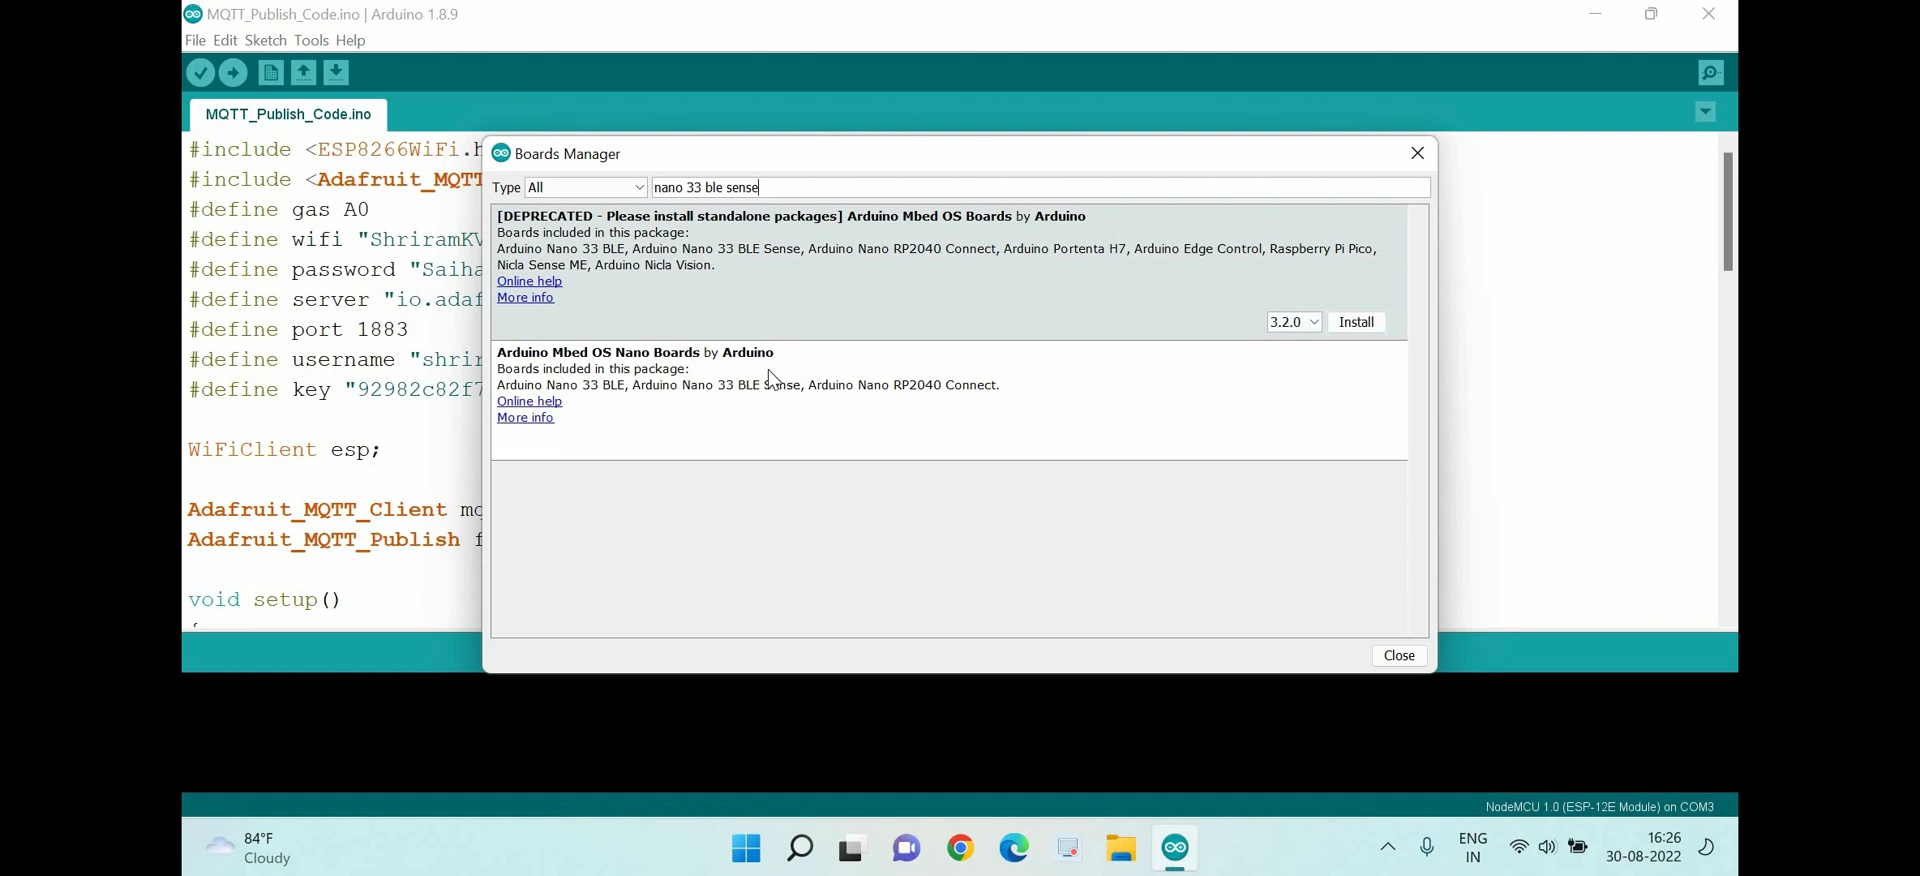 MQTT_Publish_Code.ino | Arduino 1.8.9
File Edit Sketch Tools Help
MQTT_Publish_Code.ino
#include <ESP8266WiFi.h
#include <Adafruit_MQTT
#define gas A0
#define wifi "ShriramKV
#define password "Saiha
#define server "io.adaf
#define port 1883
#define username "shrir
#define key "92982c82f7
WiFiClient esp;
Adafruit_MQTT_Client mq
Adafruit_MQTT_Publish f
void setup()
{
Boards Manager
Type All nano 33 ble sense
[DEPRECATED - Please install standalone packages] Arduino Mbed OS Boards by Arduino
Boards included in this package:
Arduino Nano 33 BLE, Arduino Nano 33 BLE Sense, Arduino Nano RP2040 Connect, Arduino Portenta H7, Arduino Edge Control, Raspberry Pi Pico,
Nicla Sense ME, Arduino Nicla Vision.
Online help
More info
3.2.0 Install
Arduino Mbed OS Nano Boards by Arduino
Boards included in this package:
Arduino Nano 33 BLE, Arduino Nano 33 BLE Sense, Arduino Nano RP2040 Connect.
Online help
More info
Close
NodeMCU 1.0 (ESP-12E Module) on COM3
84°F
Cloudy
ENG
IN
16:26
30-08-2022